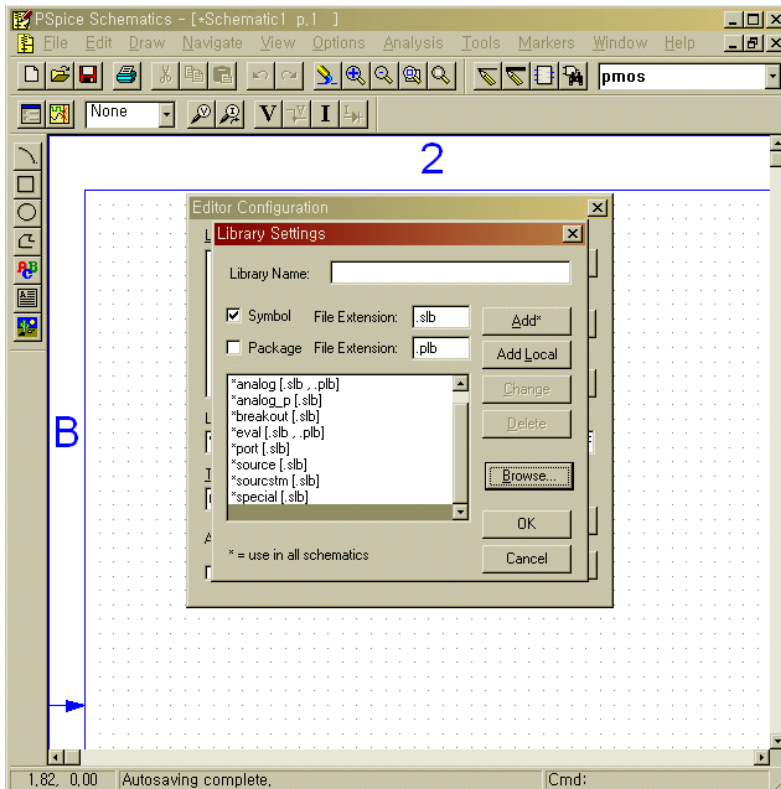 PSpice Schematics - [*Schematic1 p,1 ]
File Edit Draw Navigate View Options Analysis Tools Markers Window Help
pmos
None
V I
2
Editor Configuration
Library Settings
Library Name:
Symbol File Extension: .slb
Add*
Package File Extension: .plb
Add Local
*analog [.slb , .plb]
*analog_p [.slb]
*breakout [.slb]
*eval [.slb , .plb]
*port [.slb]
*source [.slb]
*sourcstm [.slb]
*special [.slb]
Change
Delete
Browse...
OK
Cancel
* = use in all schematics
B
1,82, 0,00 Autosaving complete, Cmd: